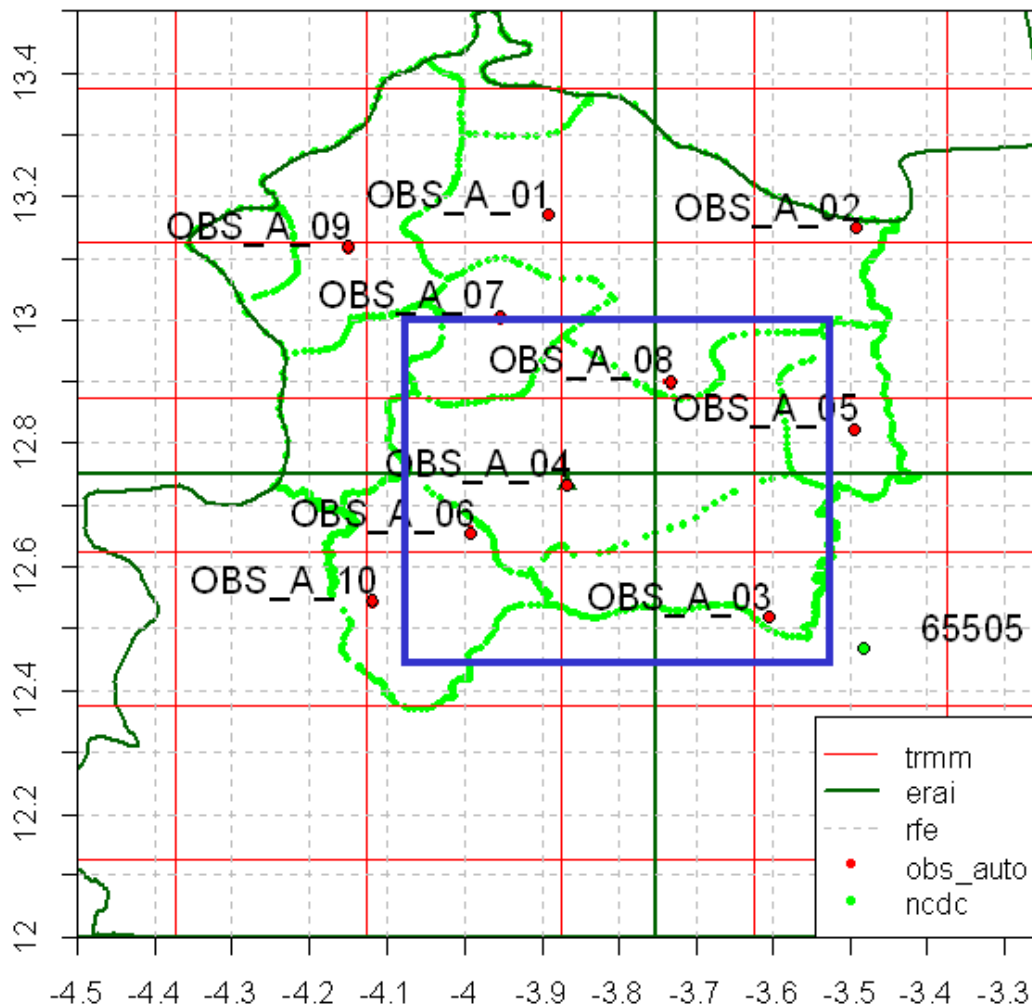 13.4
13.2
OBS_A_01
OBS_A_02
OBS_A_09
OBS_A_07
13
OBS_A_08
OBS_A_05
12.8
OBS_A_04
OBS_A_06
12.6
OBS_A_10
OBS_A_03
65505
12.4
trmm
erai
12.2
rfe
obs_auto
ncdc
12
-4.5 -4.4 -4.3 -4.2 -4.1 -4 -3.9 -3.8 -3.7 -3.6 -3.5 -3.4 -3.3